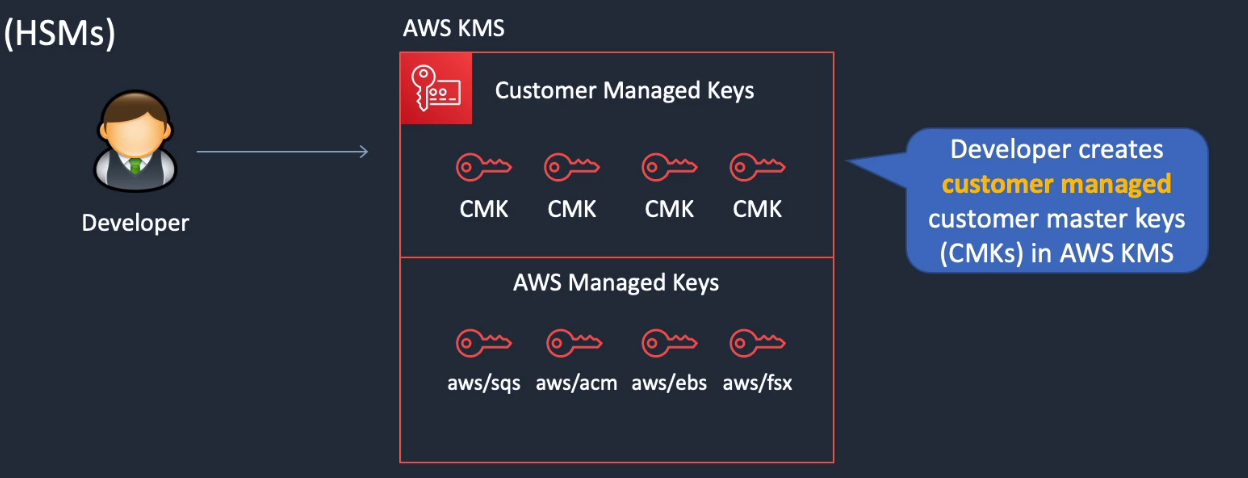 (HSMs)
AWS KMS
Customer Managed Keys
CMK CMK CMK CMK
Developer
AWS Managed Keys
aws/sqs aws/acm aws/ebs aws/fsx
Developer creates
customer managed
customer master keys
(CMKs) in AWS KMS